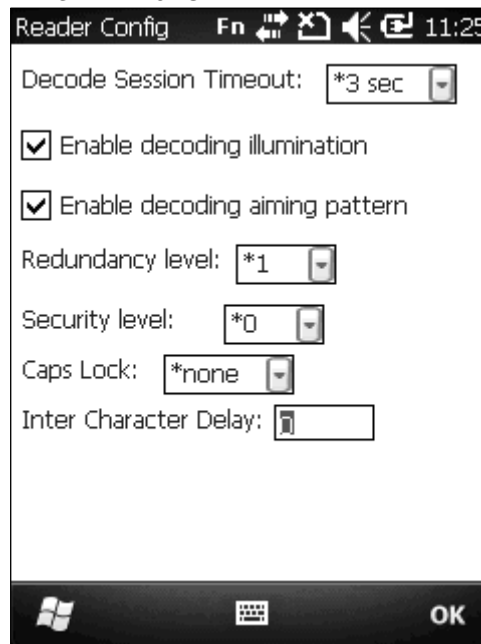 Reader Config Fn 11:25
Decode Session Timeout: *3 sec
Enable decoding illumination
Enable decoding aiming pattern
Redundancy level: *1
Security level: *0
Caps Lock: *none
Inter Character Delay:
OK